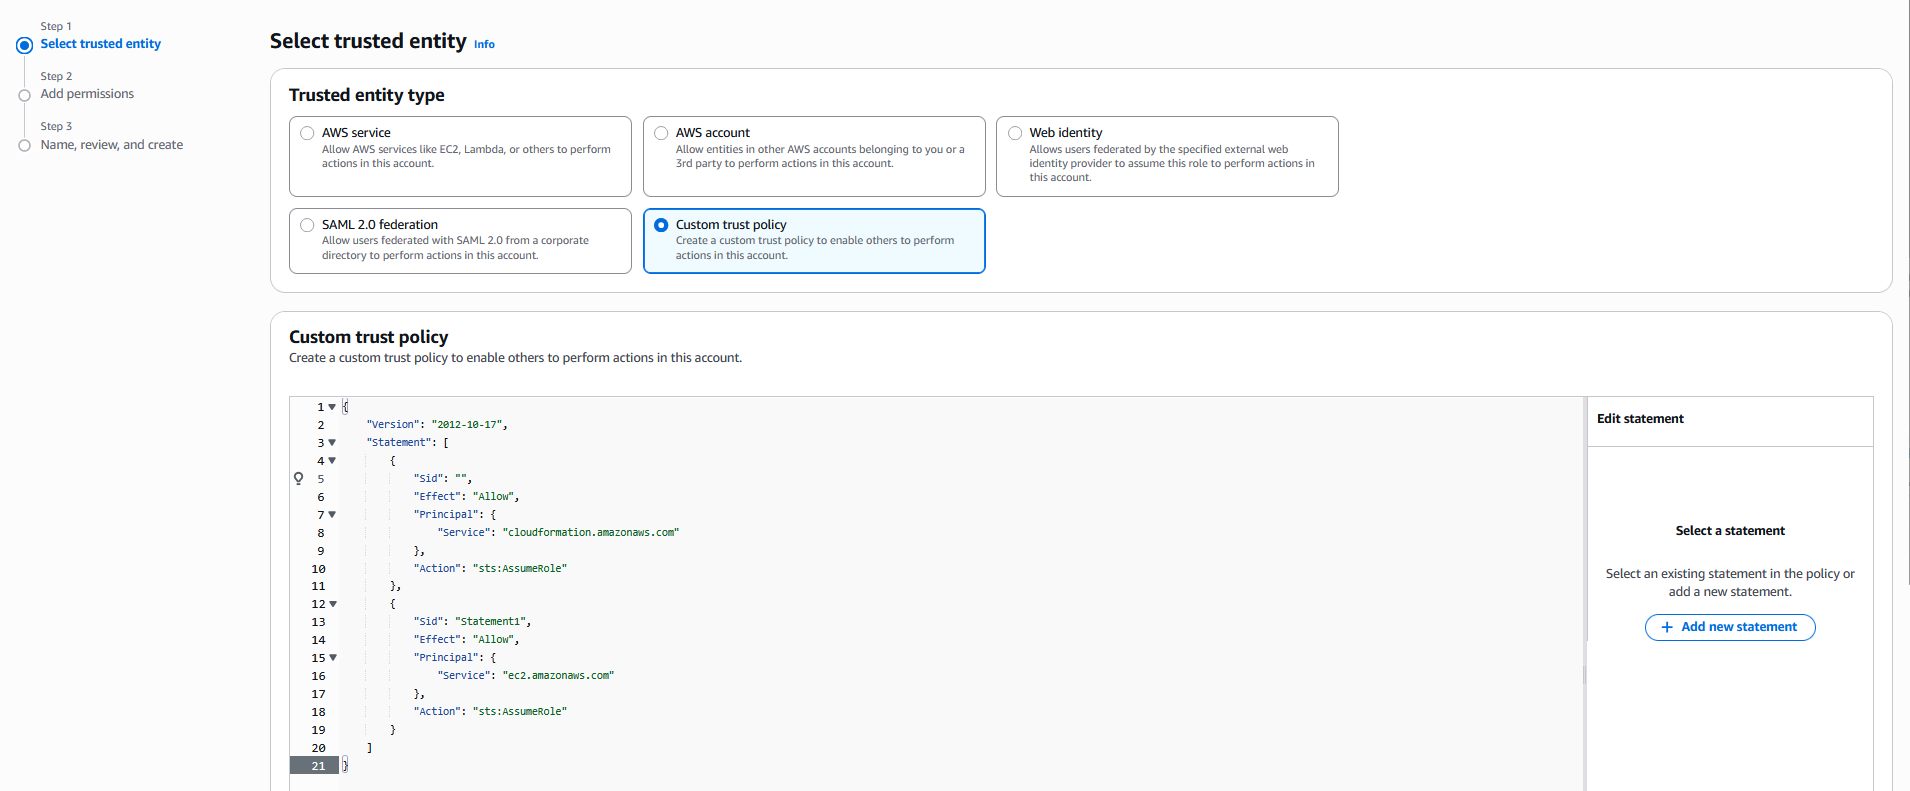 Step 1
Select trusted entity
Step 2
Add permissions
Step 3
Name, review, and create
Select trusted entity Info
Trusted entity type
AWS service
Allow AWS services like EC2, Lambda, or others to perform
actions in this account.
AWS account
Allow entities in other AWS accounts belonging to you or a
3rd party to perform actions in this account.
Web identity
Allows users federated by the specified external web
identity provider to assume this role to perform actions in
this account.
SAML 2.0 federation
Allow users federated with SAML 2.0 from a corporate
directory to perform actions in this account.
Custom trust policy
Create a custom trust policy to enable others to perform
actions in this account.
Custom trust policy
Create a custom trust policy to enable others to perform actions in this account.
1 {
2 "Version": "2012-10-17",
3 "Statement": [
4 {
5 "Sid": "",
6 "Effect": "Allow",
7 "Principal": {
8 "Service": "cloudformation.amazonaws.com"
9 },
10 "Action": "sts:AssumeRole"
11 },
12 {
13 "Sid": "Statement1",
14 "Effect": "Allow",
15 "Principal": {
16 "Service": "ec2.amazonaws.com"
17 },
18 "Action": "sts:AssumeRole"
19 }
20 ]
21 }
Edit statement
Select a statement
Select an existing statement in the policy or
add a new statement.
+ Add new statement